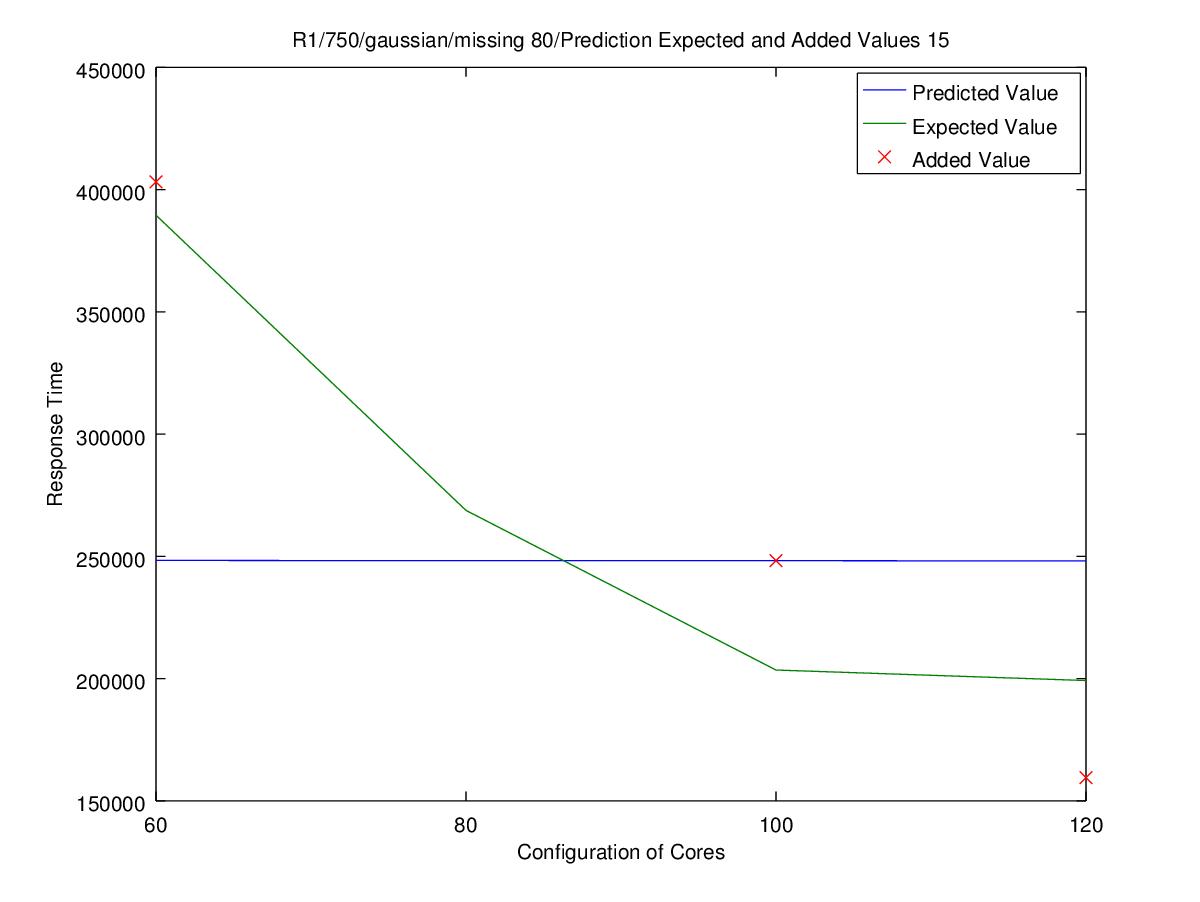 R1/750/gaussian/missing 80/Prediction Expected and Added Values 15
450000
400000
350000
300000
250000
200000
150000
Response Time
Predicted Value
Expected Value
Added Value
60 80 100 120
Configuration of Cores